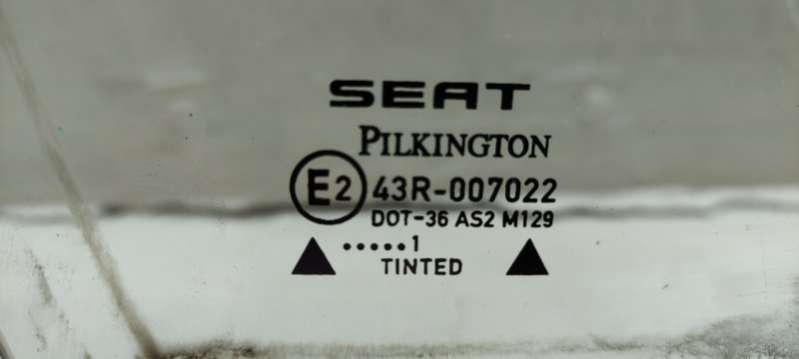 SEAT
PILKINGTON
E2 43R-007022
DOT-36 AS2 M129
•••••1
TINTED